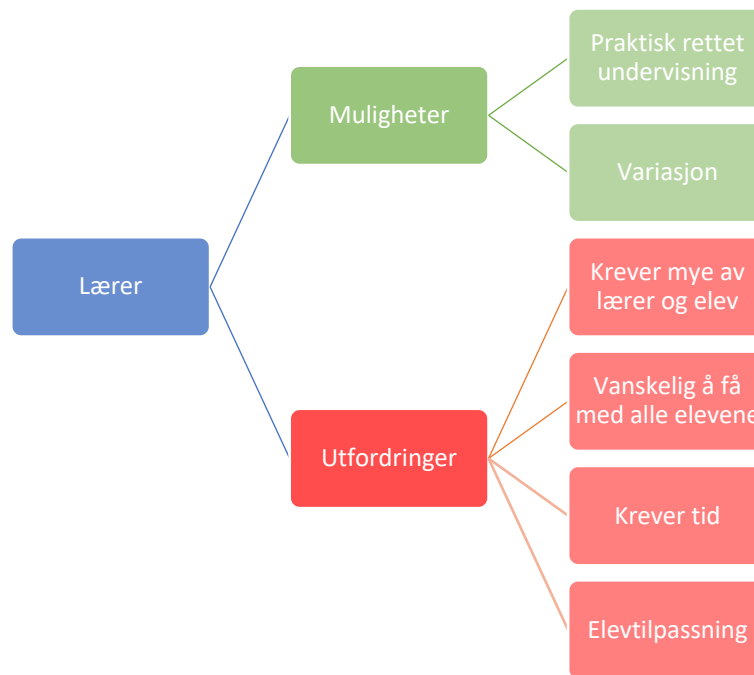 Praktisk rettet
undervisning
Muligheter
Variasjon
Lærer
Krever mye av
lærer og elev
Vanskelig å få
med alle elevene
Utfordringer
Krever tid
Elevtilpassning